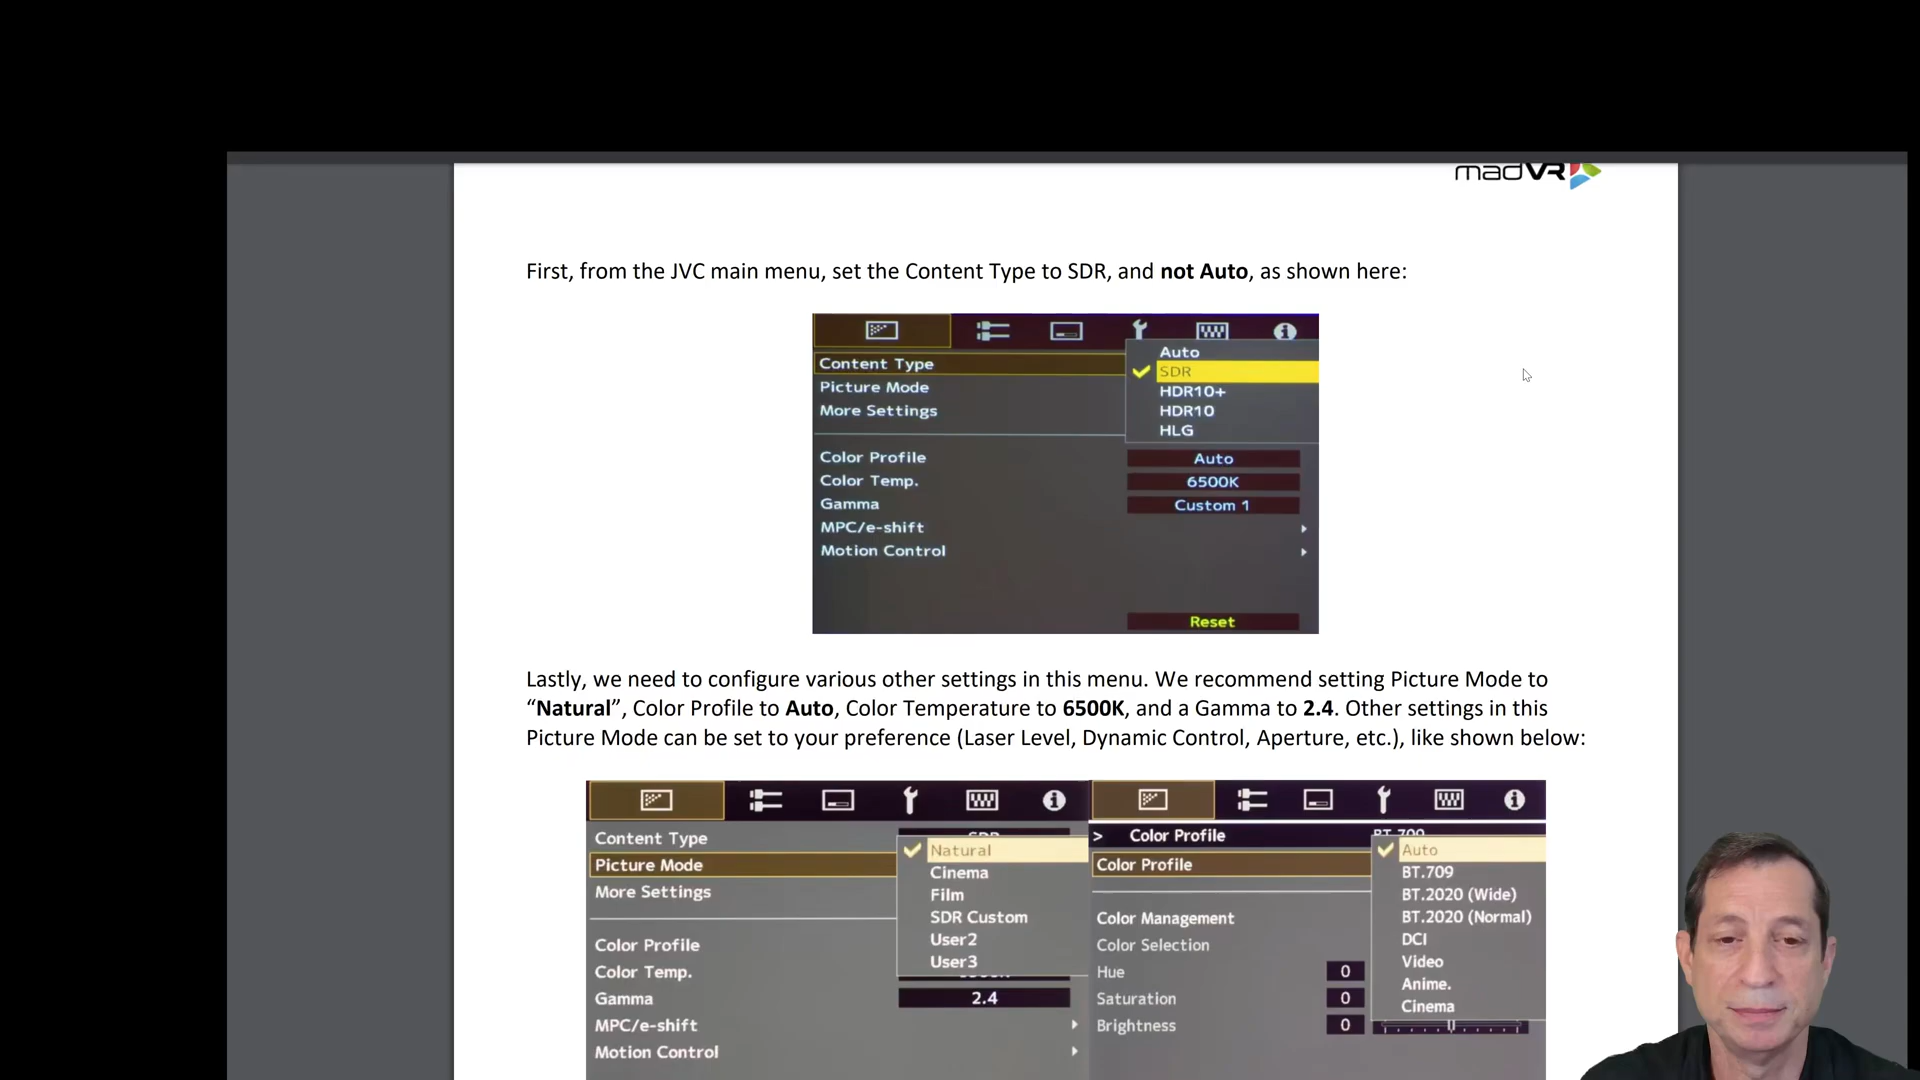 madVR
First, from the JVC main menu, set the Content Type to SDR, and not Auto, as shown here:
Content Type
Auto
SDR
Picture Mode
HDR10+
More Settings
HDR10
HLG
Color Profile Auto
Color Temp. 6500K
Gamma Custom 1
MPC/e-shift
Motion Control
Reset
Lastly, we need to configure various other settings in this menu. We recommend setting Picture Mode to
“Natural”, Color Profile to Auto, Color Temperature to 6500K, and a Gamma to 2.4. Other settings in this
Picture Mode can be set to your preference (Laser Level, Dynamic Control, Aperture, etc.), like shown below:
Content Type
Picture Mode
More Settings
Natural
Cinema
Film
SDR Custom
User2
User3
Color Profile
Color Temp.
Gamma 2.4
MPC/e-shift
Motion Control
> Color Profile
Color Profile
Auto
BT.709
BT.2020 (Wide)
BT.2020 (Normal)
DCI
Video
Anime.
Cinema
Color Management
Color Selection
Hue 0
Saturation 0
Brightness 0